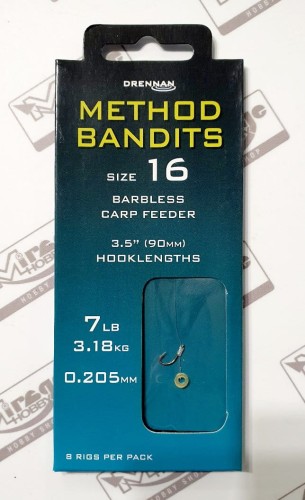 DRENNAN
METHOD
BANDITS
SIZE 16
BARBLESS
CARP FEEDER
3.5" (90MM)
HOOKLENGTHS
7LB
3.18KG
0.205MM
8 RIGS PER PACK